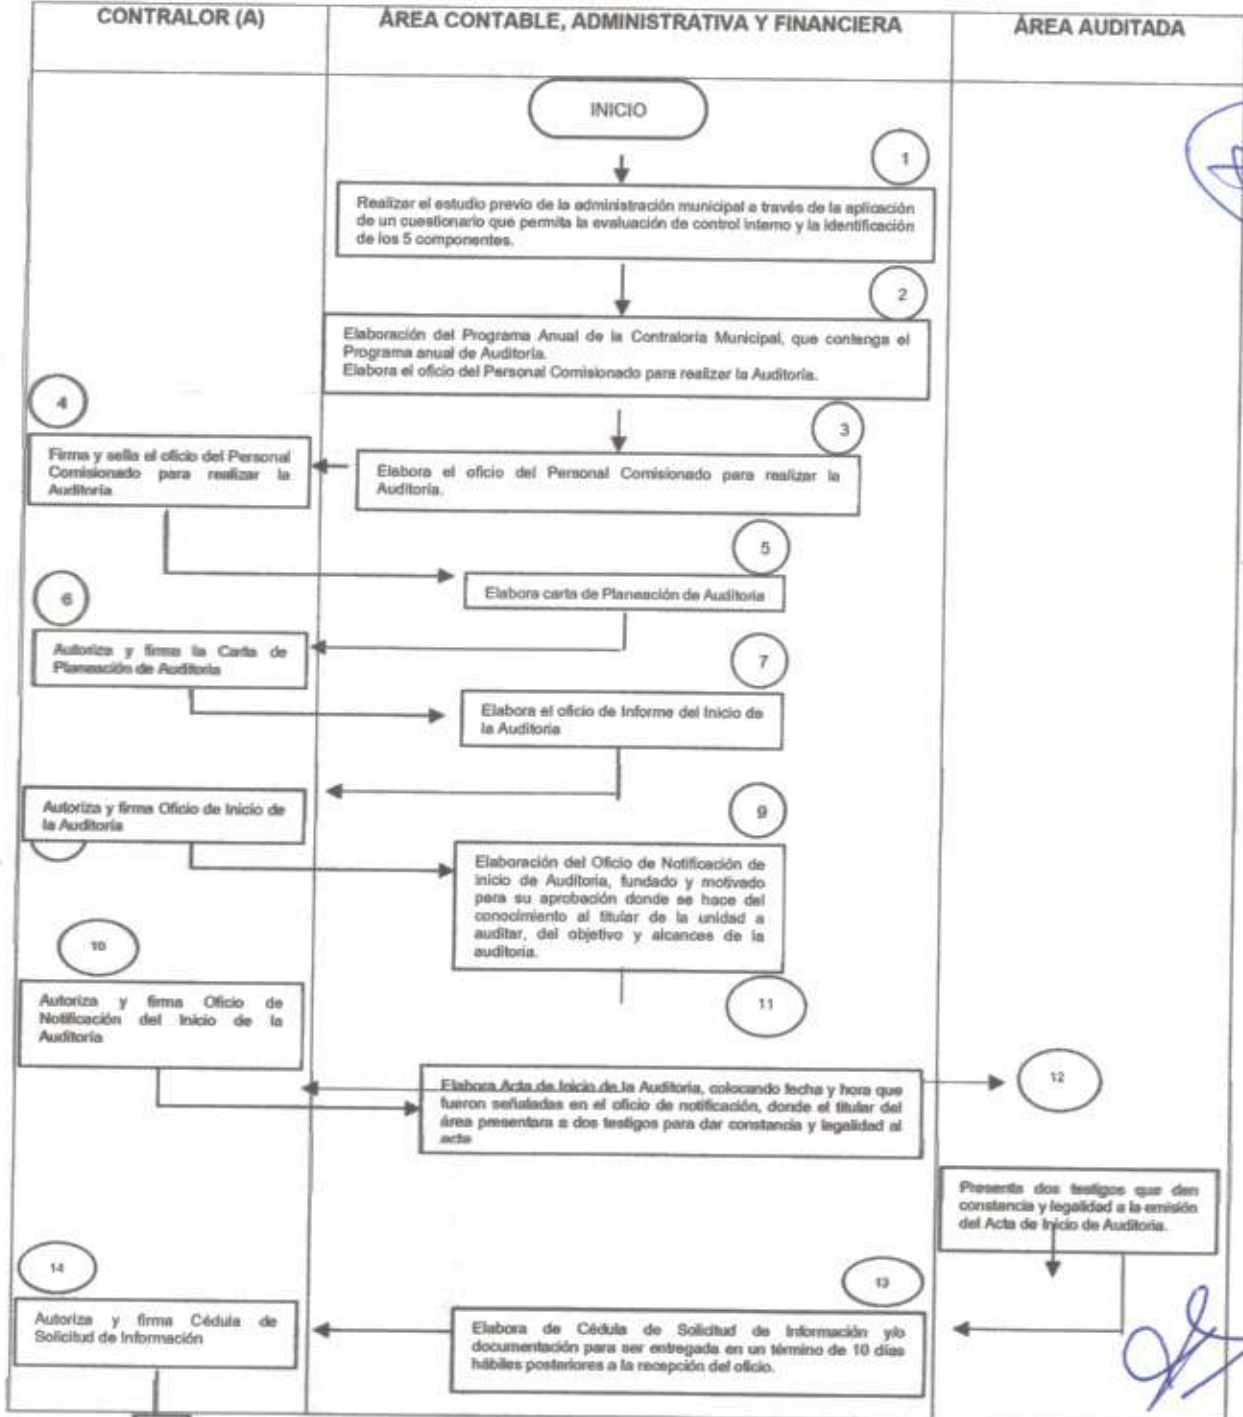 CONTRALOR (A)
ÁREA CONTABLE, ADMINISTRATIVA Y FINANCIERA
ÁREA AUDITADA
INICIO
1
Realizar el estudio previo de la administración municipal a través de la aplicación
de un cuestionario que permita la evaluación de control interno y la identificación
de los 5 componentes.
2
Elaboración del Programa Anual de la Contraloría Municipal, que contenga el
Programa anual de Auditoría.
Elabora el oficio del Personal Comisionado para realizar la Auditoría.
3
Elabora el oficio del Personal Comisionado para realizar la
Auditoría.
4
Firma y sella el oficio del Personal
Comisionado para realizar la
Auditoría
5
Elabora carta de Planeación de Auditoria
6
Autoriza y firma la Carta de
Planeación de Auditoria
7
Elabora el oficio de Informe del Inicio de
la Auditoria
Autoriza y firma Oficio de Inicio de
la Auditoría
9
Elaboración del Oficio de Notificación de
inicio de Auditoria, fundado y motivado
para su aprobación donde se hace del
conocimiento al titular de la unidad a
auditar, del objetivo y alcances de la
auditoria.
10
Autoriza y firma Oficio de
Notificación del Inicio de la
Auditoría
11
Elabora Acta de Inicio de la Auditoría, colocando fecha y hora que
fueron señaladas en el oficio de notificación, donde el titular del
área presentara a dos testigos para dar constancia y legalidad al
acta
12
Presenta dos testigos que den
constancia y legalidad a la emisión
del Acta de Inicio de Auditoria.
13
Elabora de Cédula de Solicitud de Información y/o
documentación para ser entregada en un término de 10 días
hábiles posteriores a la recepción del oficio.
14
Autoriza y firma Cédula de
Solicitud de Información